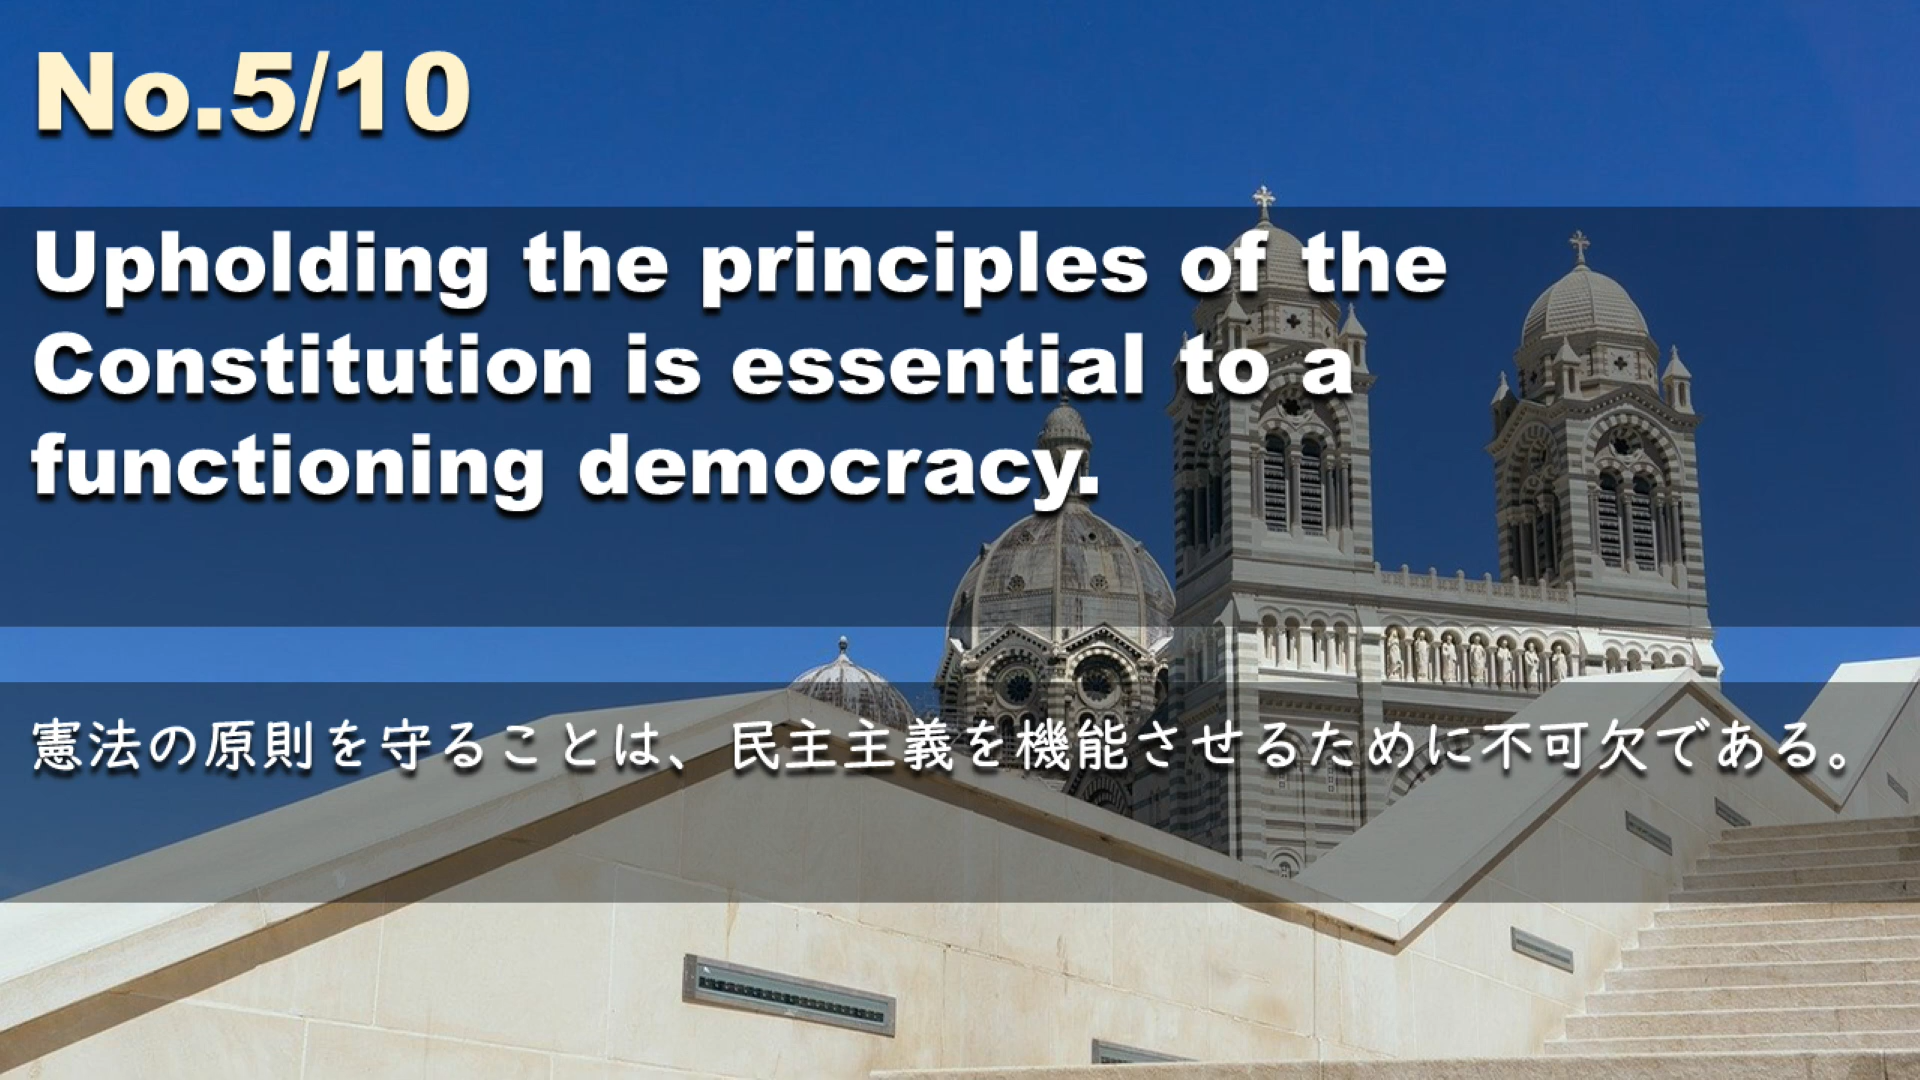 No.5/10
Upholding the principles of the
Constitution is essential to a
functioning democracy.
憲法の原則を守ることは、民主主義を機能させるために不可欠である。